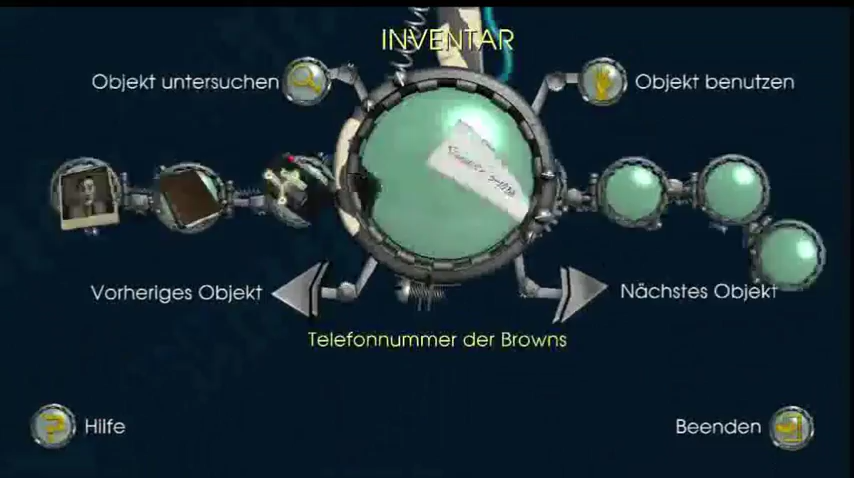 INVENTAR
Objekt untersuchen
Objekt benutzen
Vorheriges Objekt
Nächstes Objekt
Telefonnummer der Browns
Hilfe
Beenden